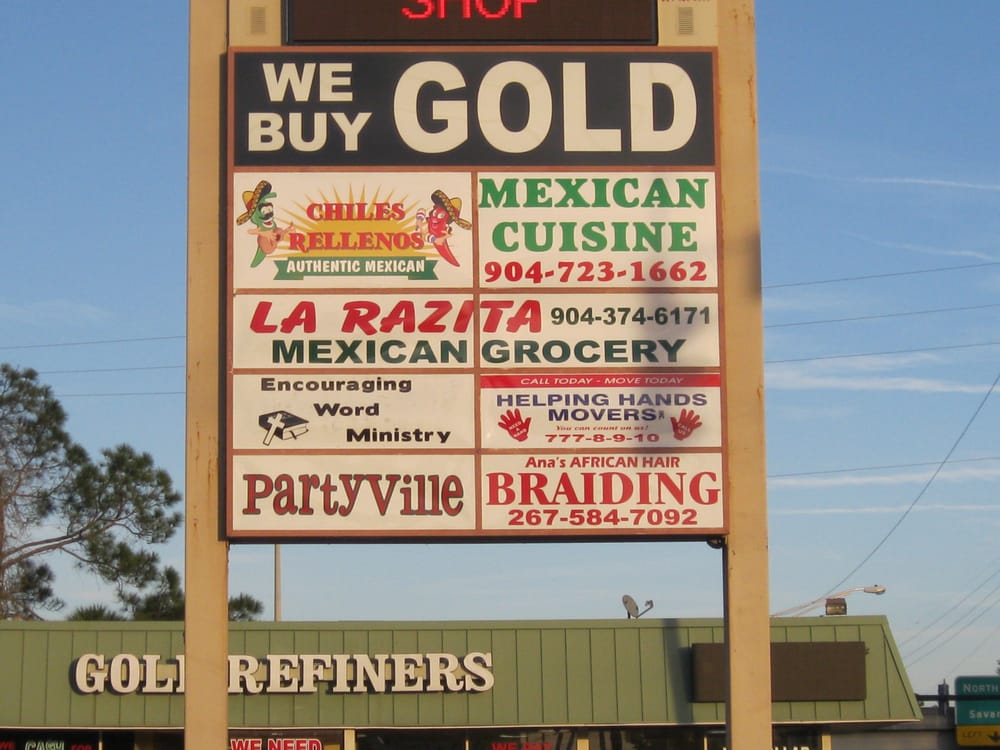 SHOP
WE BUY GOLD
CHILES RELLENOS
AUTHENTIC MEXICAN
MEXICAN
CUISINE
904-723-1662
LA RAZITA 904-374-6171
MEXICAN GROCERY
Encouraging
Word
Ministry
CALL TODAY - MOVE TODAY
HELPING HANDS
MOVERS
You can count on us!
777-8-9-10
PartyVille
Ana's AFRICAN HAIR
BRAIDING
267-584-7092
GOLD REFINERS
WE NEED
NORTH
LEFT